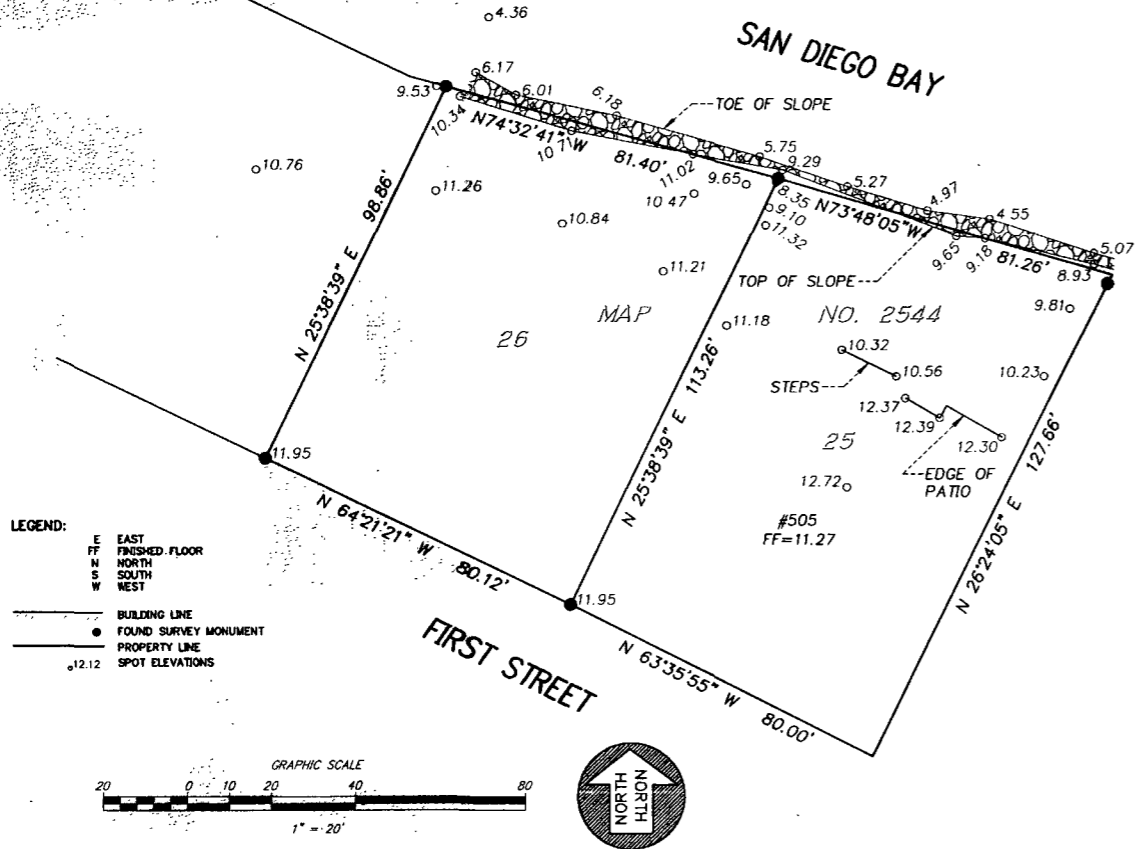 4.36
SAN DIEGO BAY
6.17
6.01
6.18
TOE OF SLOPE
9.53
10.34
N74°32'41" W
81.40'
10.71
11.02
5.75
9.29
5.27
4.97
4.55
5.07
10.76
11.26
10.84
10.47
9.65
8.35
9.10
11.32
N73°48'05"W
81.26'
9.65
9.18
8.93
TOP OF SLOPE
N 25°38'39" E 98.86'
11.21
26
MAP
NO. 2544
11.18
9.81
10.32
10.56
10.23
STEPS
12.37
12.39
12.30
25
EDGE OF
PATIO
12.72
#505
FF=11.27
N 25°38'39" E 113.26'
N 26°24'05" E 127.66'
11.95
N 64°21'21" W 80.12'
11.95
N 63°35'55" W 80.00'
FIRST STREET
LEGEND:
E EAST
FF FINISHED FLOOR
N NORTH
S SOUTH
W WEST
BUILDING LINE
FOUND SURVEY MONUMENT
PROPERTY LINE
12.12 SPOT ELEVATIONS
GRAPHIC SCALE
20 0 10 20 40 80
1" = 20'
NORTH
NORTH